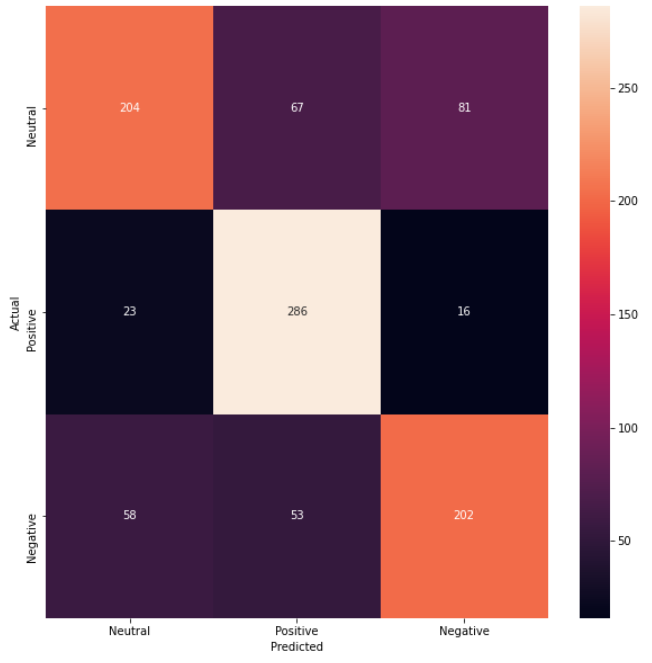 Neutral 204 67 81
Actual
Positive 23 286 16
Negative 58 53 202
Neutral Positive Negative
Predicted
250
200
150
100
50